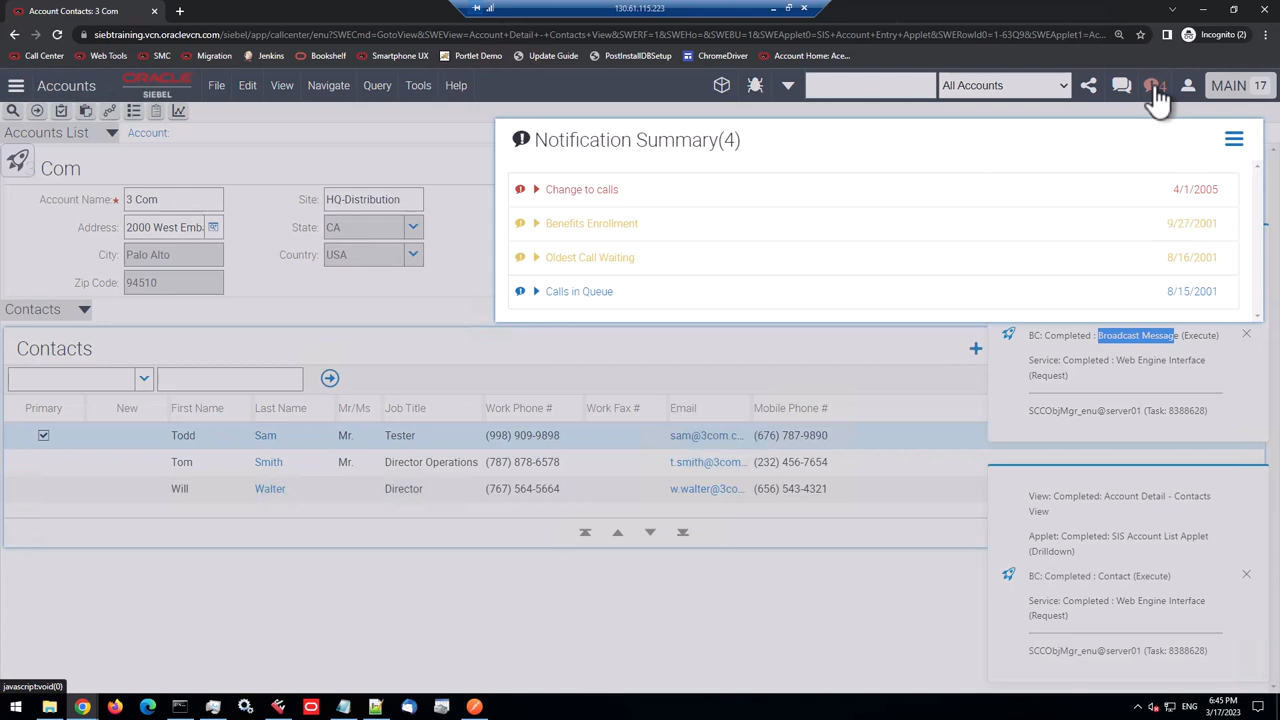 130.61.115.223
Account Contacts: 3 Com
siebtraining.vcn.oraclevcn.com/siebel/app/callcenter/enu?SWECmd=GotoView&SWEView=Account+Detail+-+Contacts+View&SWERF=1&SWEHo=&SWEBU=1&SWEApplet0=SIS+Account+Entry+Applet&SWERowId0=1-63Q9&SWEApplet1=Ac...
Incognito (2)
Call Center
Web Tools
SMC
Migration
Bookshelf
Smartphone UX
Portlet Demo
Update Guide
PostInstallDBSetup
ChromeDriver
Account Home: Ace...
Accounts
ORACLE
SIEBEL
File
Edit
View
Navigate
Query
Tools
Help
All Accounts
4
MAIN 17
Accounts List
Account:
Notification Summary(4)
Com
Change to calls 4/1/2005
Benefits Enrollment 9/27/2001
Oldest Call Waiting 8/16/2001
Calls in Queue 8/15/2001
Account Name:* 3 Com
Site: HQ-Distribution
Address: 2000 West Emb
State: CA
City: Palo Alto
Country: USA
Zip Code: 94510
Contacts
Contacts
BC: Completed : Broadcast Message (Execute)
Service: Completed : Web Engine Interface
(Request)
SCCObjMgr_enu@server01 (Task: 8388628)
Primary New First Name Last Name Mr/Ms Job Title Work Phone # Work Fax # Email Mobile Phone #
Todd Sam Mr. Tester (998) 909-9898 sam@3com.c... (676) 787-9890
Tom Smith Mr. Director Operations (787) 878-6578 t.smith@3com... (232) 456-7654
Will Walter Director (767) 564-5664 w.walter@3co... (656) 543-4321
View: Completed: Account Detail - Contacts
View
Applet: Completed: SIS Account List Applet
(Drilldown)
BC: Completed : Contact (Execute)
Service: Completed : Web Engine Interface
(Request)
SCCObjMgr_enu@server01 (Task: 8388628)
javascript:void(0)
ENG
6:45 PM
3/17/2023